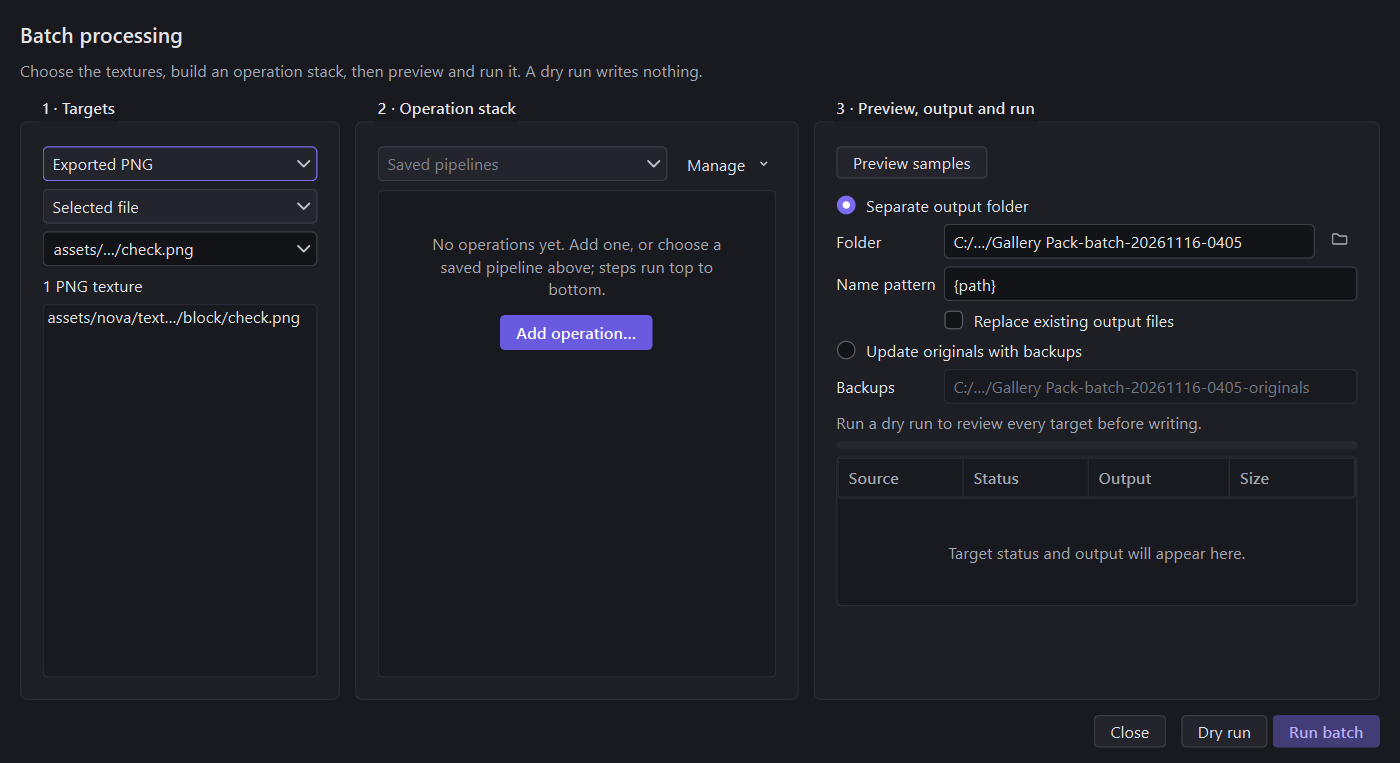 Batch processing
Choose the textures, build an operation stack, then preview and run it. A dry run writes nothing.
1 · Targets
Exported PNG
Selected file
assets/.../check.png
1 PNG texture
assets/nova/text.../block/check.png
2 · Operation stack
Saved pipelines
Manage
No operations yet. Add one, or choose a
saved pipeline above; steps run top to
bottom.
Add operation...
3 · Preview, output and run
Preview samples
Separate output folder
Folder
C:/.../Gallery Pack-batch-20261116-0405
Name pattern
{path}
Replace existing output files
Update originals with backups
Backups
C:/.../Gallery Pack-batch-20261116-0405-originals
Run a dry run to review every target before writing.
Source Status Output Size
Target status and output will appear here.
Close Dry run Run batch